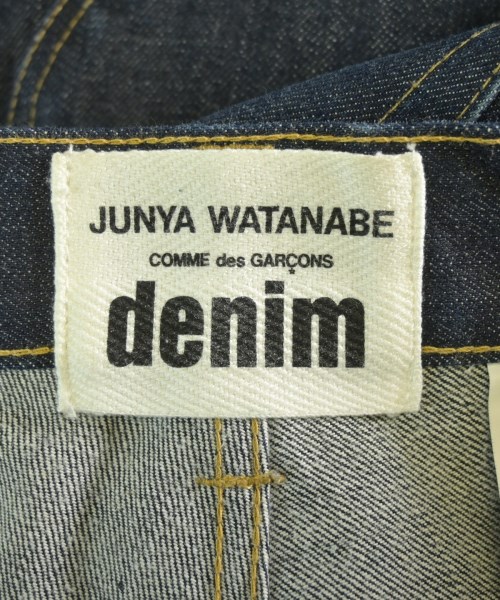 JUNYA WATANABE
COMME des GARÇONS
denim